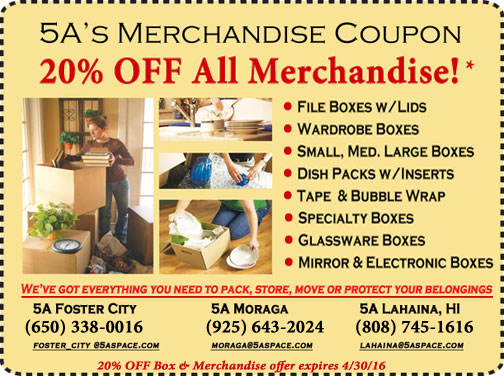 5A's Merchandise Coupon
20% OFF All Merchandise!*
• File Boxes w/Lids
• Wardrobe Boxes
• Small, Med. Large Boxes
• Dish Packs w/Inserts
• Tape & Bubble Wrap
• Specialty Boxes
• Glassware Boxes
• Mirror & Electronic Boxes
We've got everything you need to pack, store, move or protect your belongings
5A Foster City
(650) 338-0016
foster_city @5aspace.com
5A Moraga
(925) 643-2024
moraga@5aspace.com
5A Lahaina, HI
(808) 745-1616
lahaina@5aspace.com
20% OFF Box & Merchandise offer expires 4/30/16